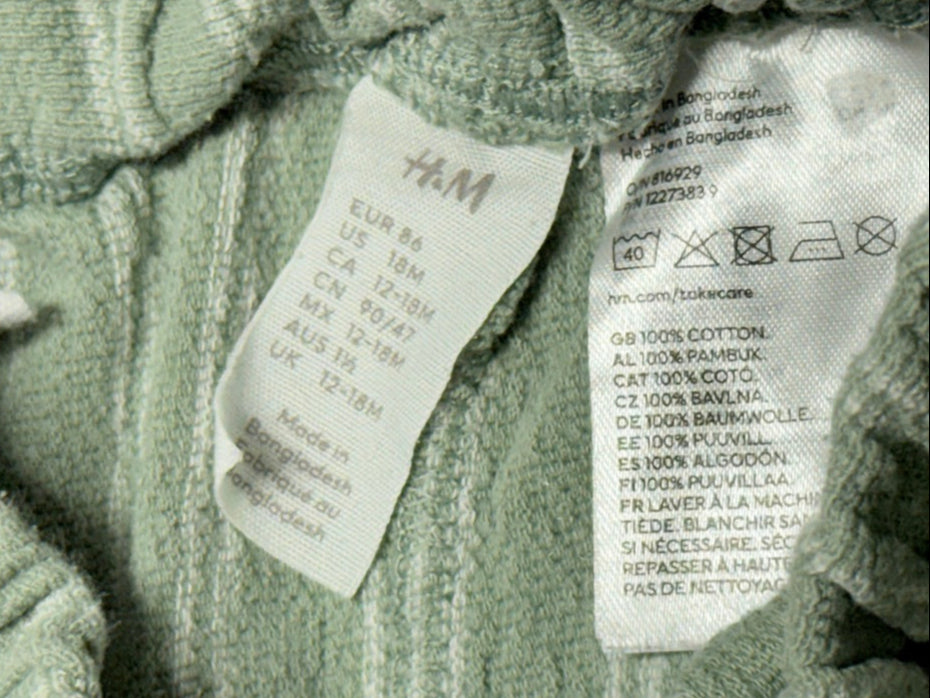 H&M
EUR 86
US 18M
CA 12-18M
CN 90/47
MX 12-18M
AUS 1½
UK 12-18M
Made in
Bangladesh
Fabriqué au
Bangladesh
in Bangladesh
au Bangladesh
Hecho en Bangladesh
O/N 816929
P/N 1227383 9
40
hm.com/takecare
GB 100% COTTON.
AL 100% PAMBUK.
CAT 100% COTÓ.
CZ 100% BAVLNA.
DE 100% BAUMWOLLE.
EE 100% PUUVILL.
ES 100% ALGODÓN.
FI 100% PUUVILLAA.
FR LAVER À LA MACHIN
TIÈDE. BLANCHIR SAN
SI NÉCESSAIRE. SÉC
REPASSER À HAUTE
PAS DE NETTOYAG